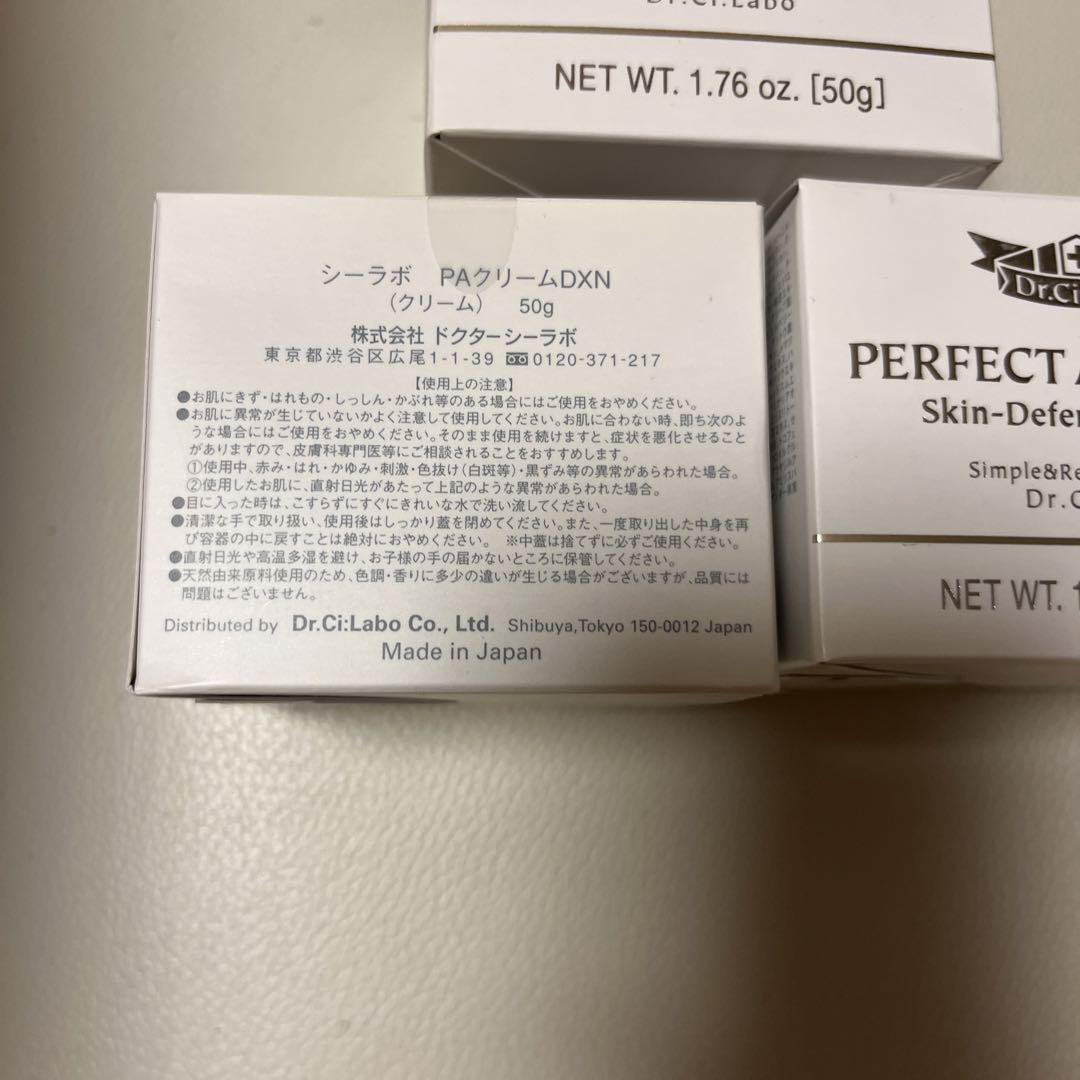 Dr.Ci:Labo
NET WT. 1.76 oz. [50g]
シーラボ PAクリームDXN
(クリーム) 50g
株式会社 ドクターシーラボ
東京都渋谷区広尾1-1-39 0120-371-217
【使用上の注意】
●お肌にきず・はれもの・しっしん・かぶれ等のある場合にはご使用をおやめください。
●お肌に異常が生じていないかよく注意して使用してください。お肌に合わない時、即ち次のよ
うな場合にはご使用をおやめください。そのまま使用を続けますと、症状を悪化させること
がありますので、皮膚科専門医等にご相談されることをおすすめします。
①使用中、赤み・はれ・かゆみ・刺激・色抜け(白斑等)・黒ずみ等の異常があらわれた場合。
②使用したお肌に、直射日光があたって上記のような異常があらわれた場合。
●目に入った時は、こすらずにすぐにきれいな水で洗い流してください。
●清潔な手で取り扱い、使用後はしっかり蓋を閉めてください。また、一度取り出した中身を再
び容器の中に戻すことは絶対におやめください。 ※中蓋は捨てずに必ずご使用ください。
●直射日光や高温多湿を避け、お子様の手の届かないところに保管してください。
●天然由来原料使用のため、色調・香りに多少の違いが生じる場合がございますが、品質には
問題はございません。
Distributed by Dr.Ci:Labo Co., Ltd. Shibuya,Tokyo 150-0012 Japan
Made in Japan
Dr.Ci
PERFECT
Skin-Defen
Simple&Re
Dr.C
NET WT. 1